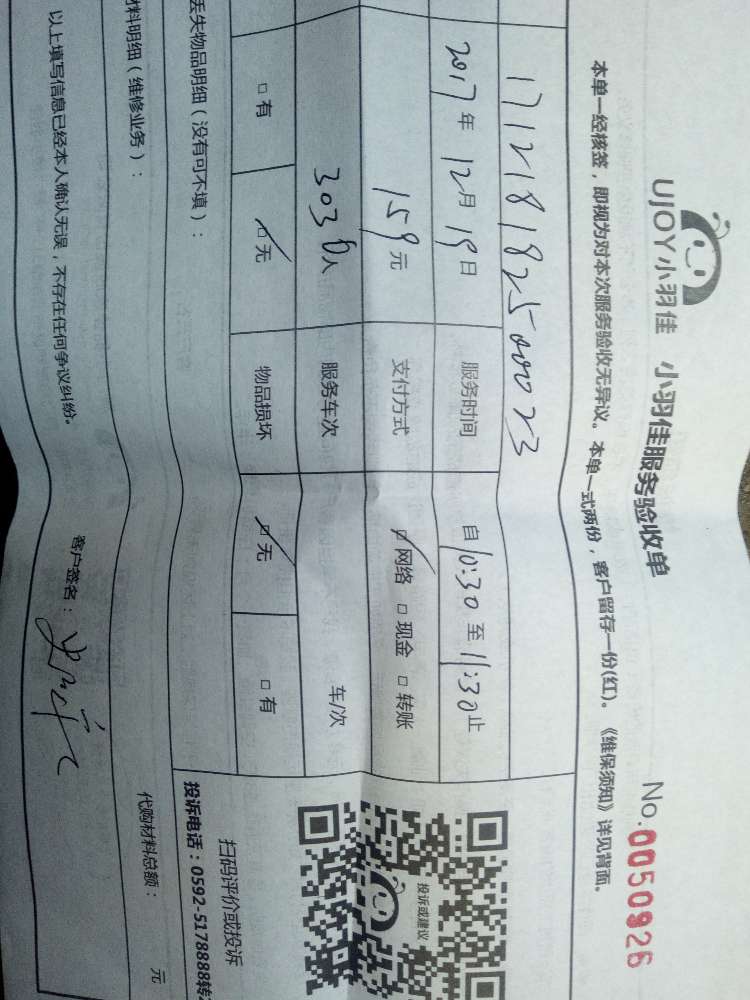 UJOY小羽佳 小羽佳服务验收单
No.0050926
本单一经核签，即视为对本次服务验收无异议。本单一式两份，客户留存一份(红)。《维保须知》详见背面。
1712181825000023
2017年12月19日 服务时间 自10:30至11:30止
159元 支付方式 网络 现金 转账
人 服务车次 车/次
有 无 物品损坏 无 有
丢失物品明细（没有可不填）：
材料明细（维修业务）：
代购材料总额： 元
投诉或建议
扫码评价或投诉
投诉电话：0592-5178888转2
以上填写信息已经本人确认无误，不存在任何争议纠纷。
客户签名：